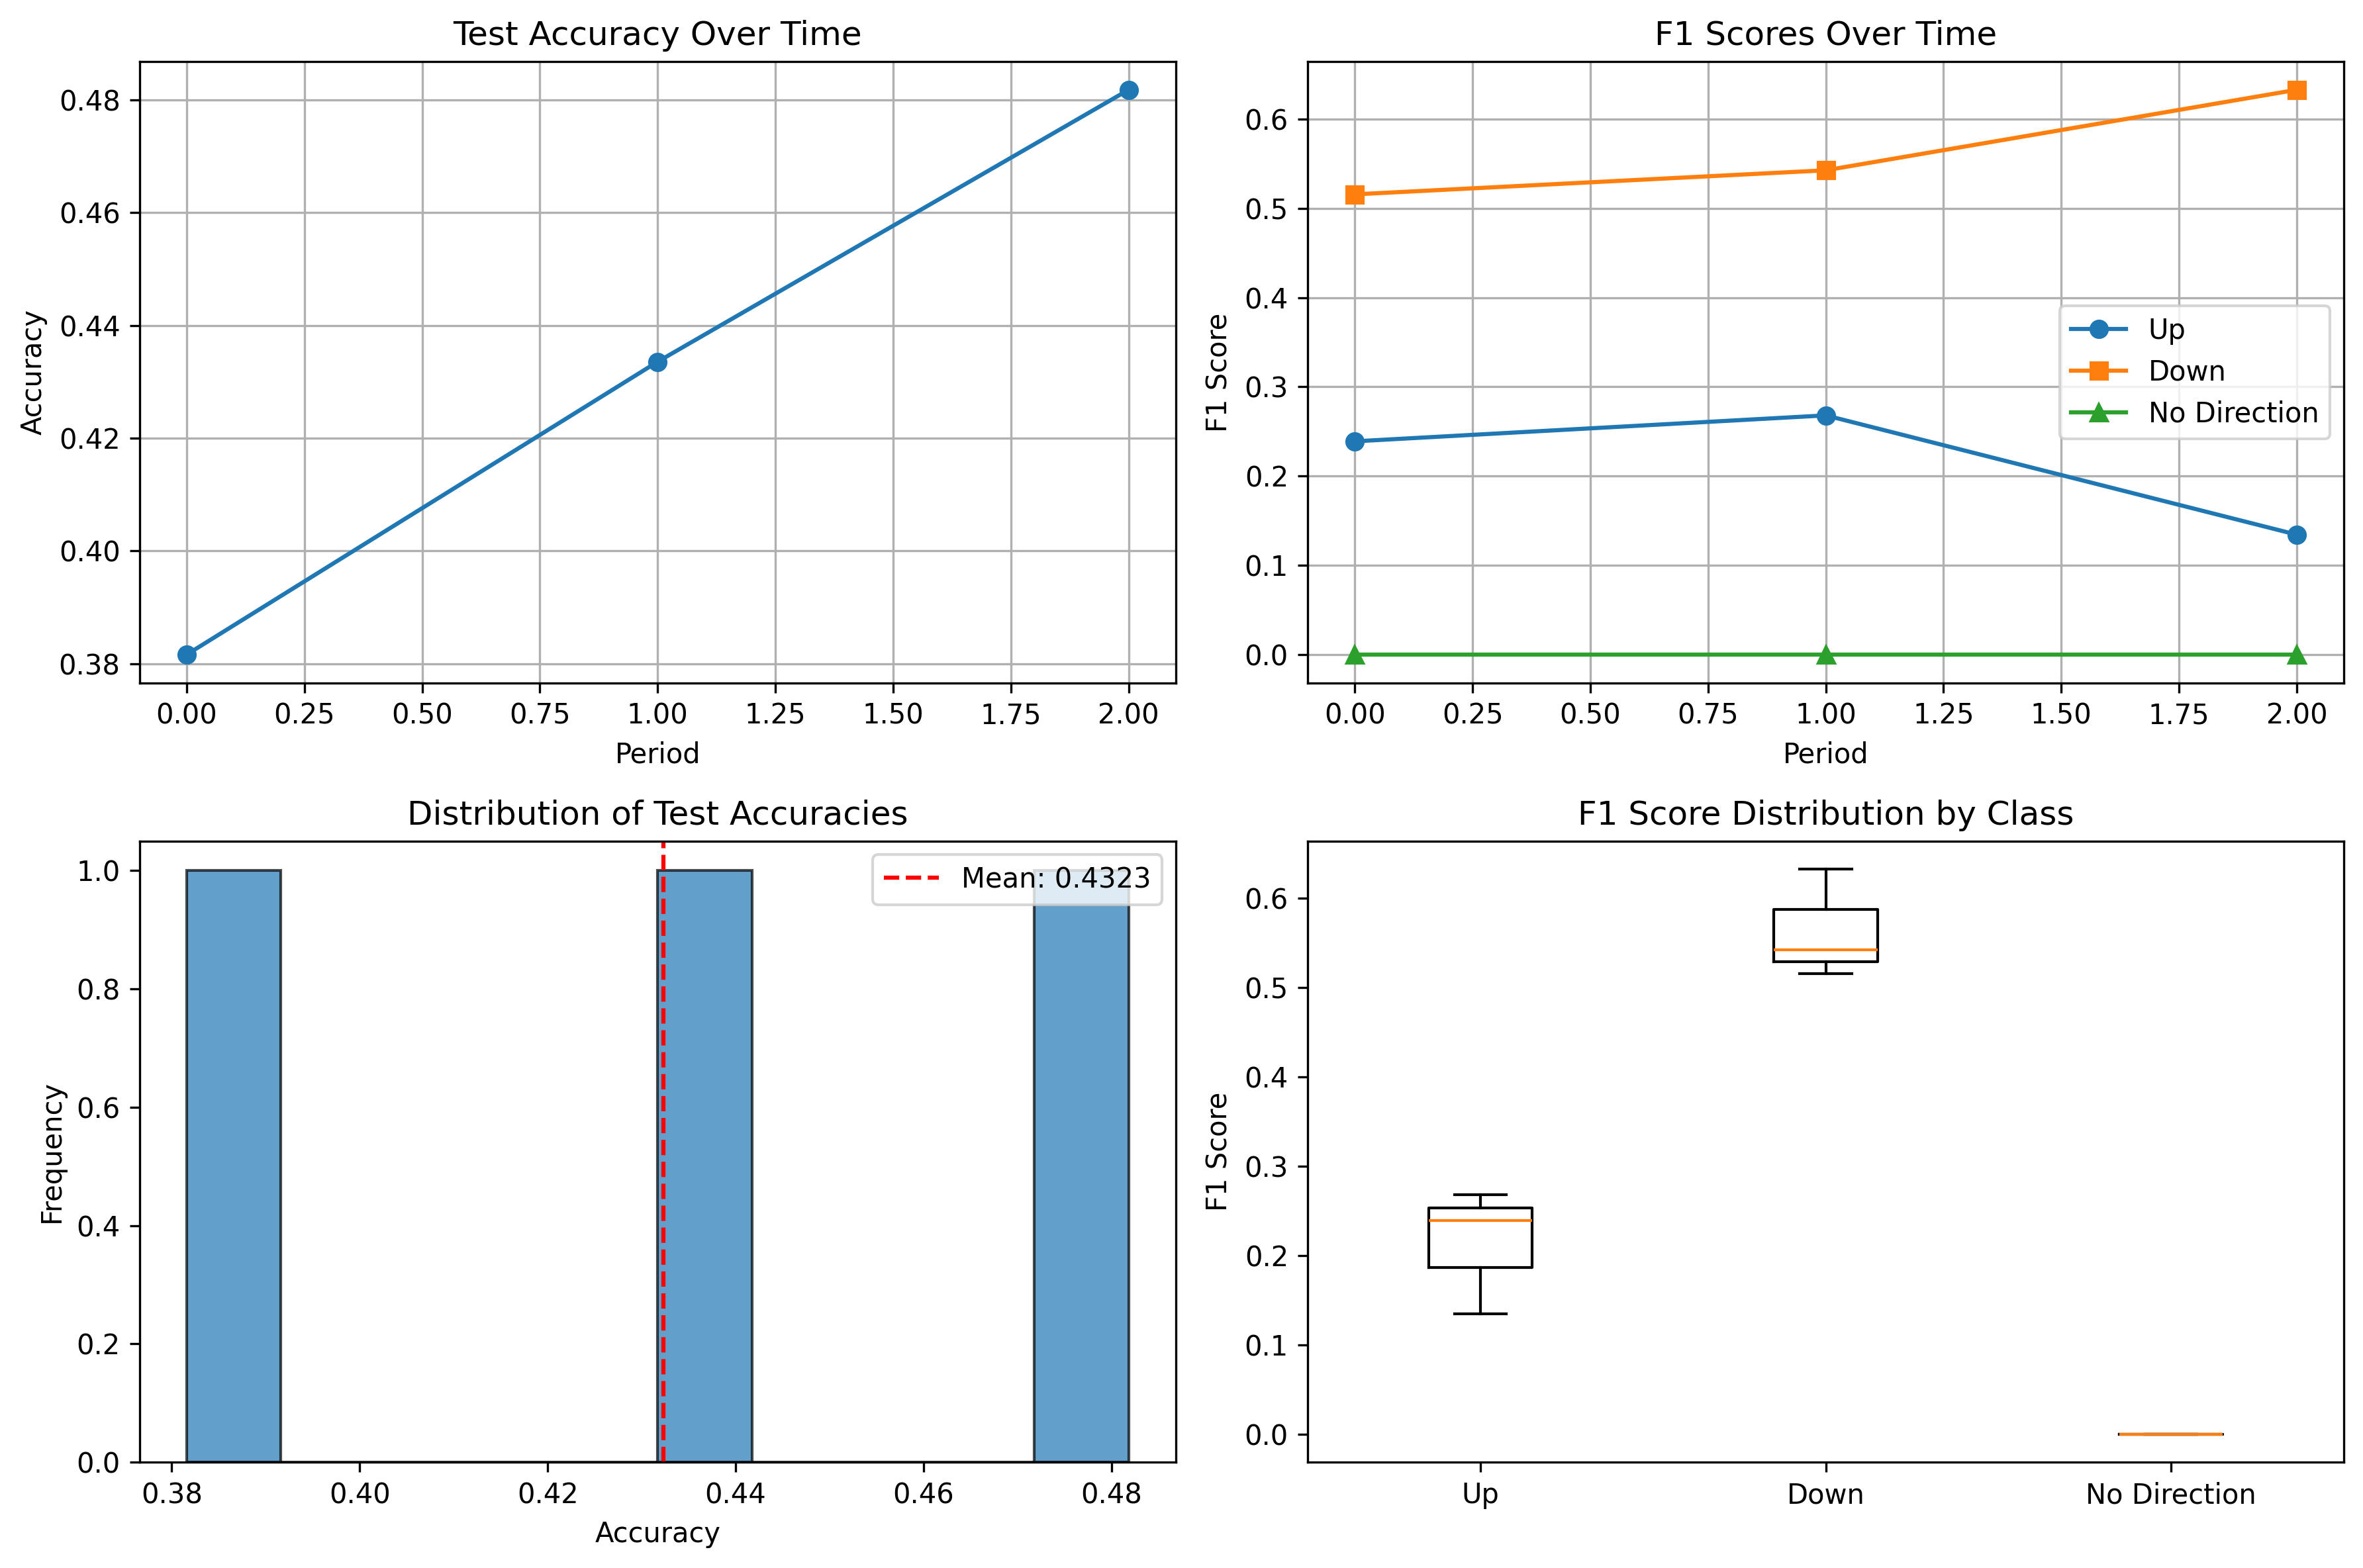 Test Accuracy Over Time
Accuracy
0.48
0.46
0.44
0.42
0.40
0.38
0.00 0.25 0.50 0.75 1.00 1.25 1.50 1.75 2.00
Period
F1 Scores Over Time
F1 Score
0.6
0.5
0.4
0.3
0.2
0.1
0.0
Up
Down
No Direction
0.00 0.25 0.50 0.75 1.00 1.25 1.50 1.75 2.00
Period
Distribution of Test Accuracies
Frequency
1.0
0.8
0.6
0.4
0.2
0.0
Mean: 0.4323
0.38 0.40 0.42 0.44 0.46 0.48
Accuracy
F1 Score Distribution by Class
F1 Score
0.6
0.5
0.4
0.3
0.2
0.1
0.0
Up Down No Direction